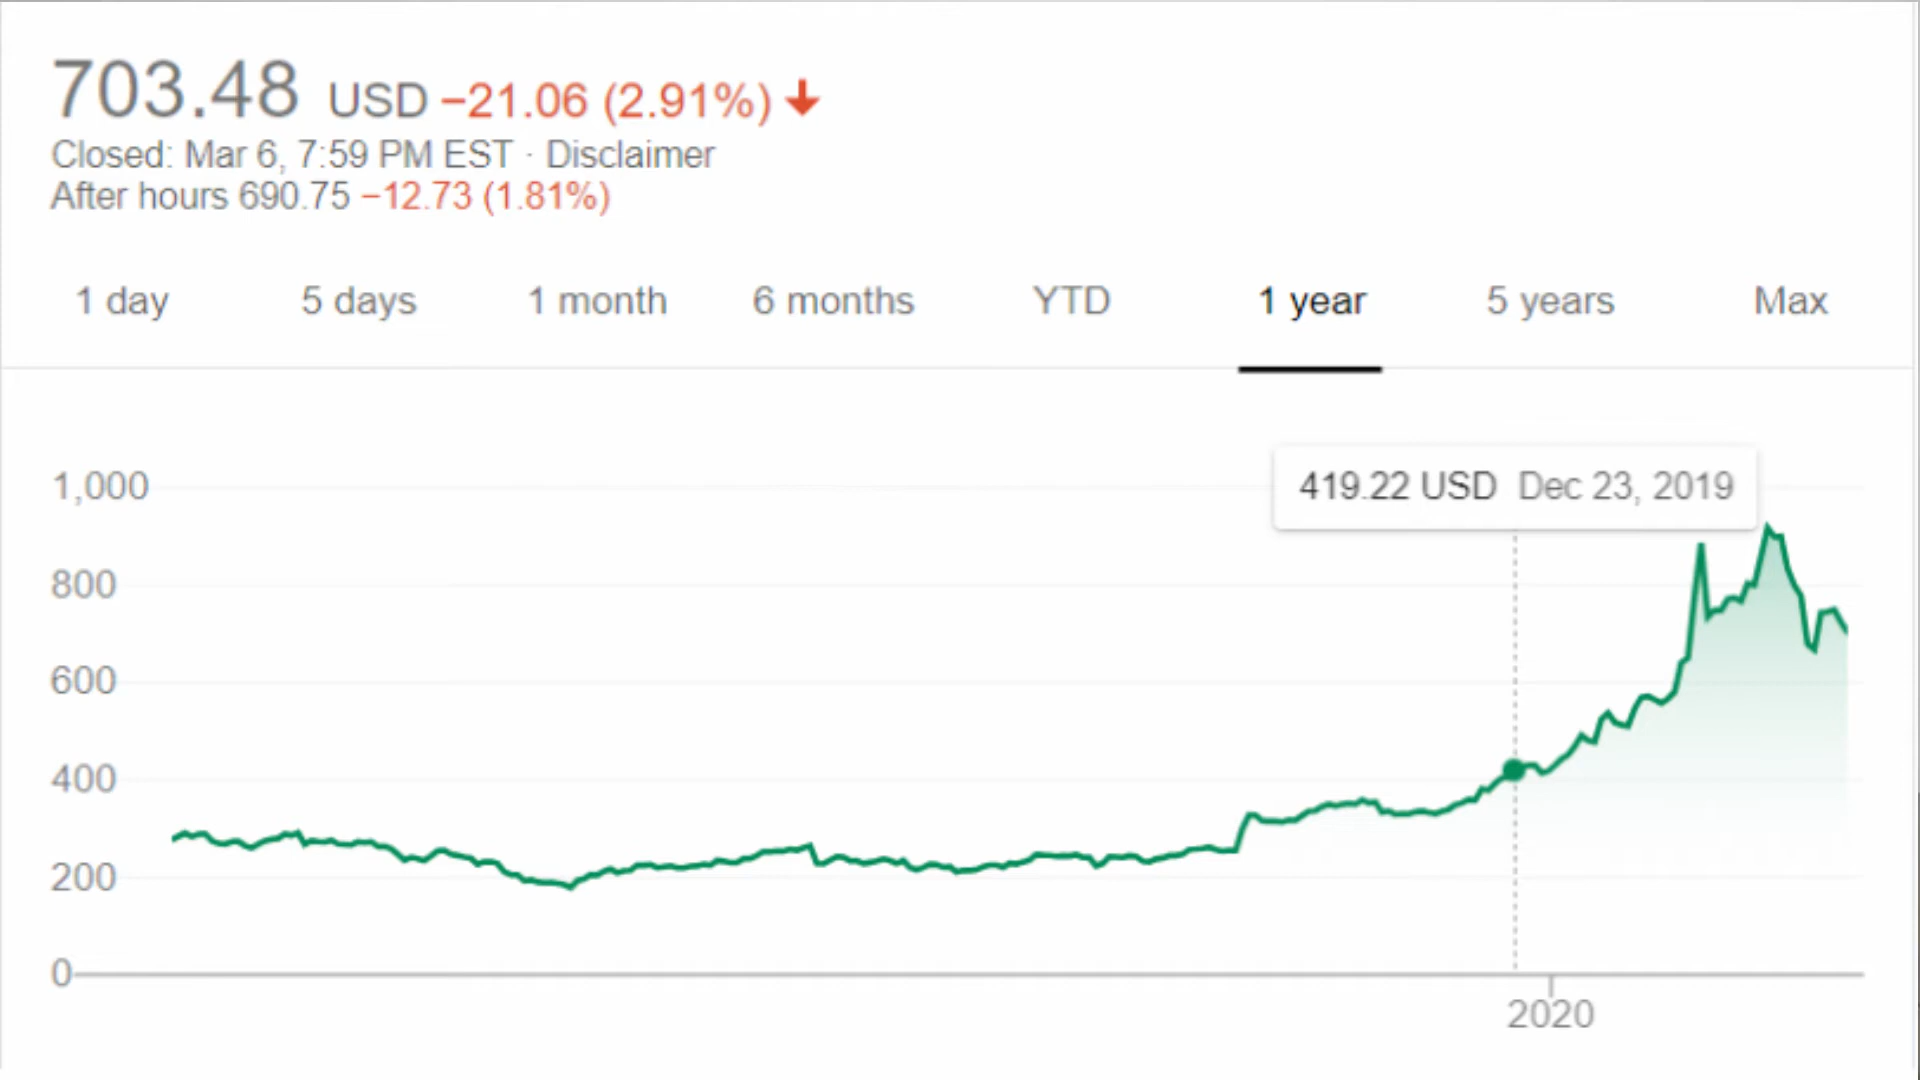 703.48 USD −21.06 (2.91%)
Closed: Mar 6, 7:59 PM EST · Disclaimer
After hours 690.75 −12.73 (1.81%)
1 day 5 days 1 month 6 months YTD 1 year 5 years Max
419.22 USD Dec 23, 2019
1,000
800
600
400
200
0
2020